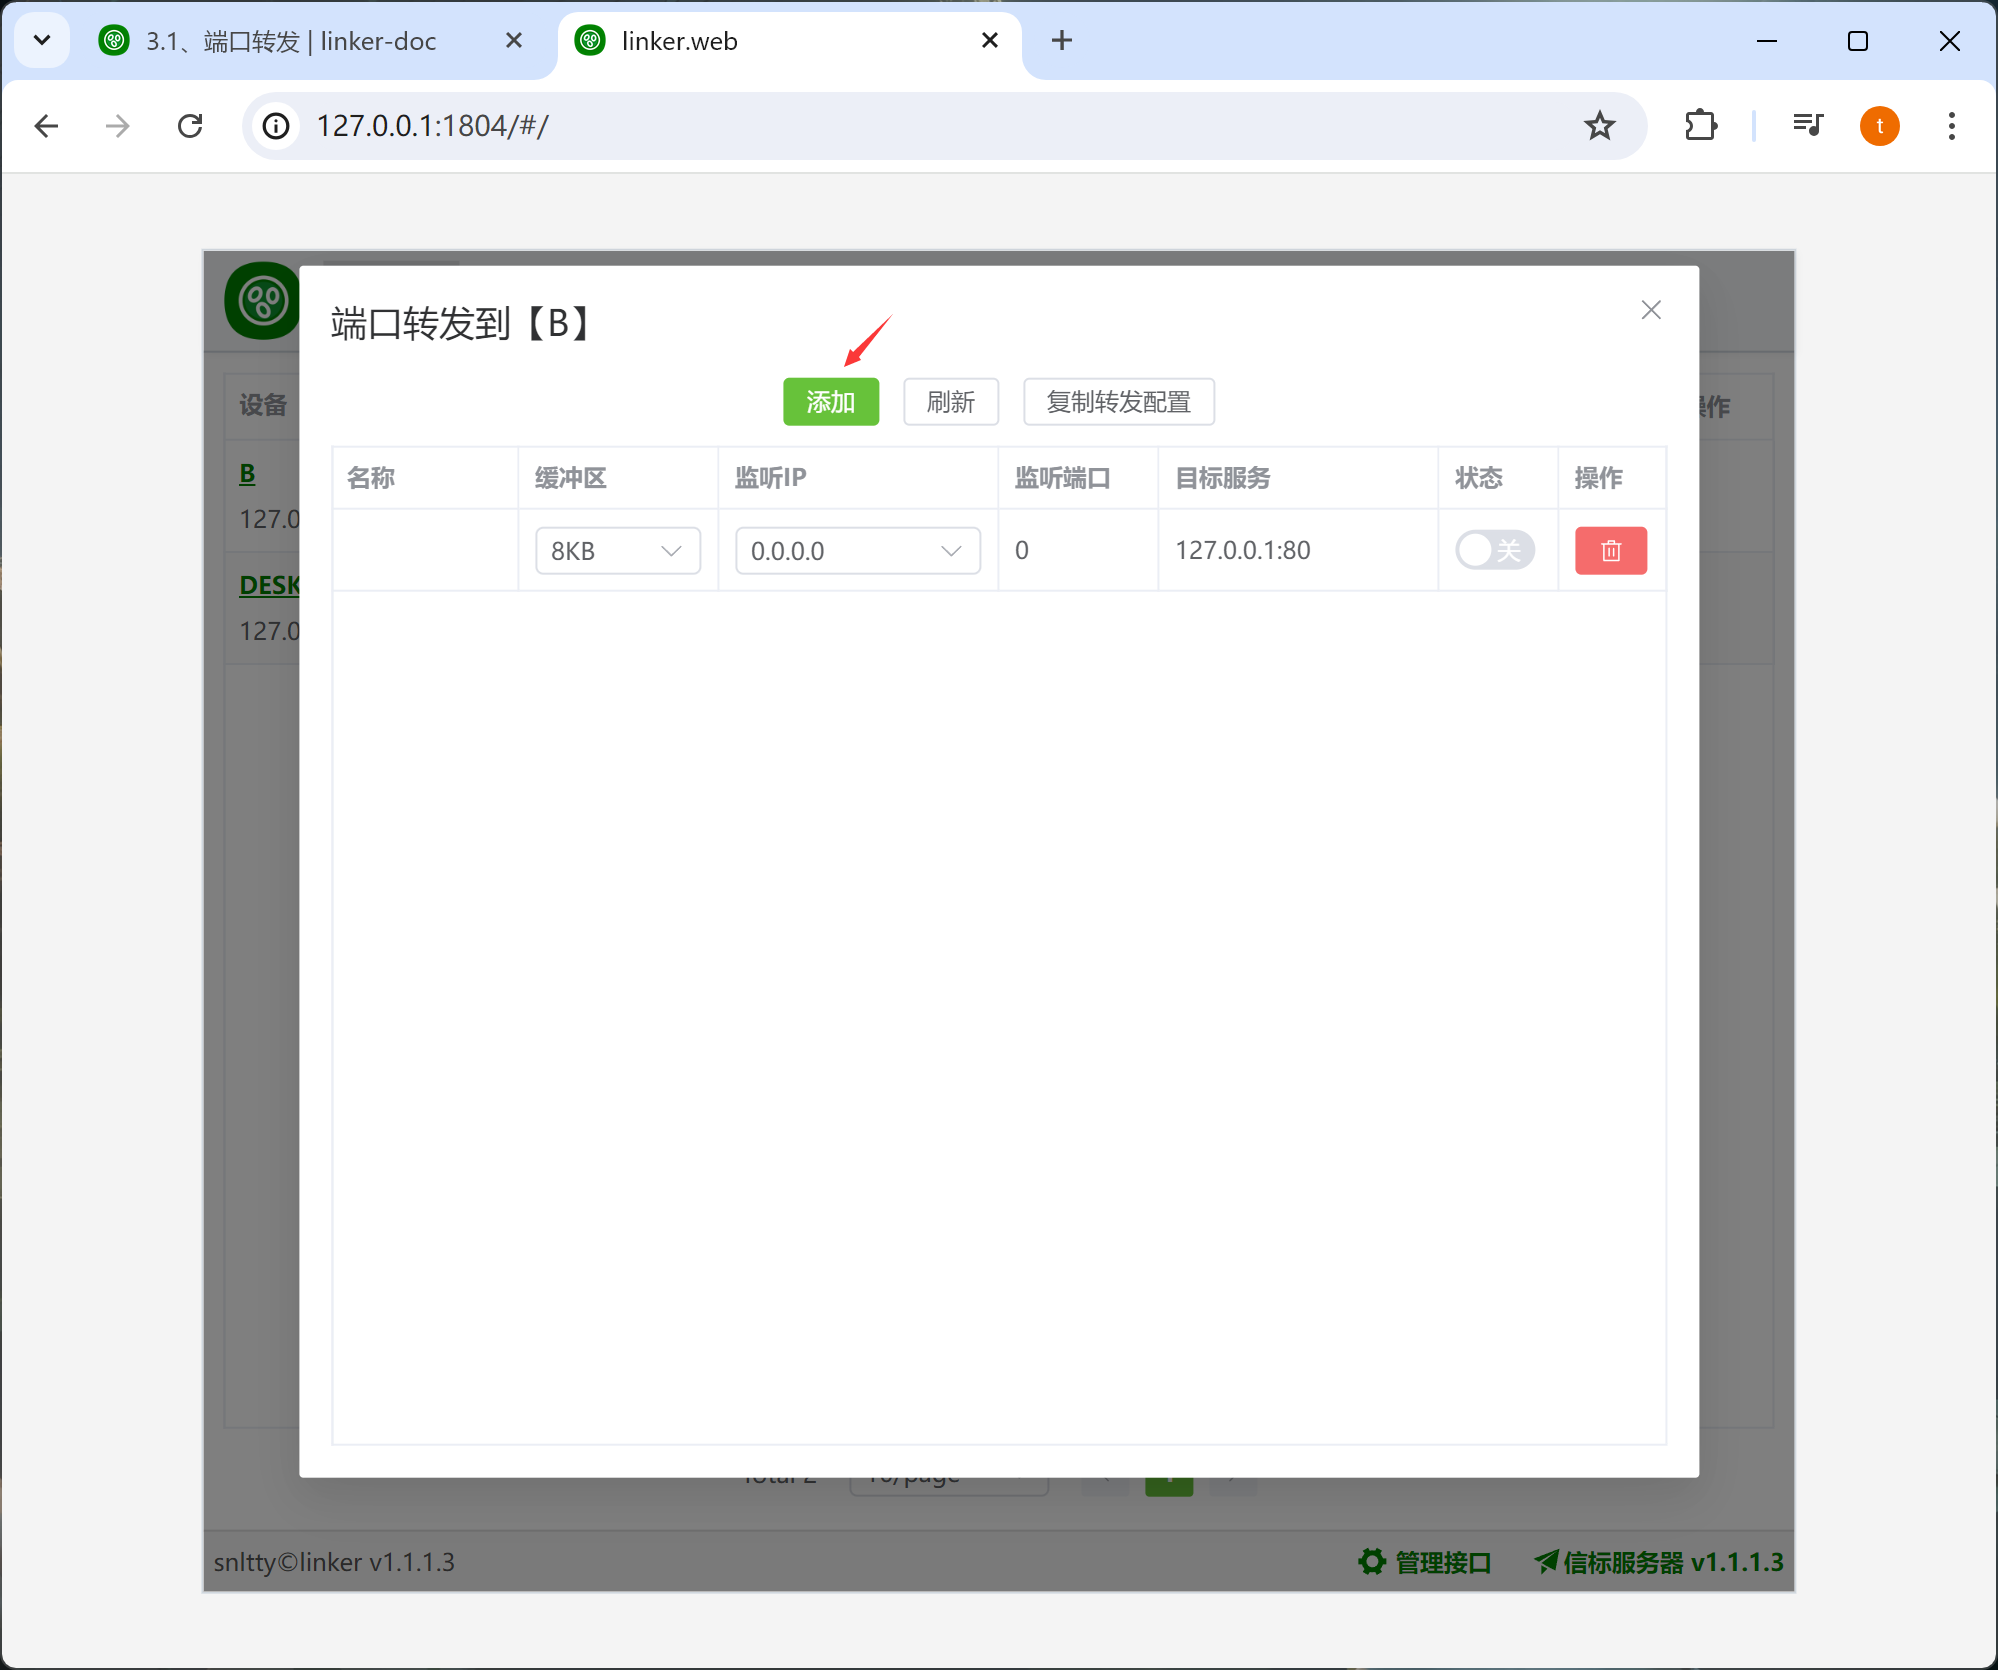 3.1、端口转发 | linker-doc
linker.web
127.0.0.1:1804/#/
t
端口转发到【B】
添加 刷新 复制转发配置
设备
名称 缓冲区 监听IP 监听端口 目标服务 状态 操作
操作
B
127.0
8KB 0.0.0.0 0 127.0.0.1:80 关
DESK
127.0
Total 2 10/page 1
snltty©linker v1.1.1.3
管理接口 信标服务器 v1.1.1.3